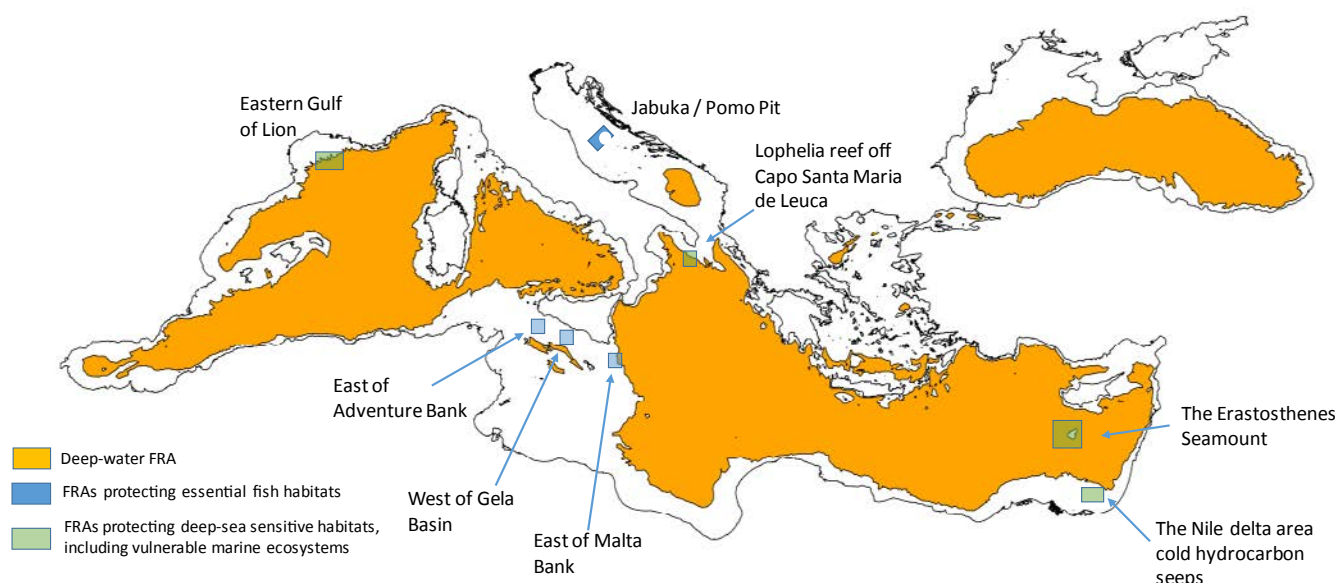 Eastern Gulf
of Lion
Jabuka / Pomo Pit
Lophelia reef off
Capo Santa Maria
de Leuca
East of
Adventure Bank
West of Gela
Basin
East of Malta
Bank
The Erastosthenes
Seamount
The Nile delta area
cold hydrocarbon
seeps
Deep-water FRA
FRAs protecting essential fish habitats
FRAs protecting deep-sea sensitive habitats,
including vulnerable marine ecosystems